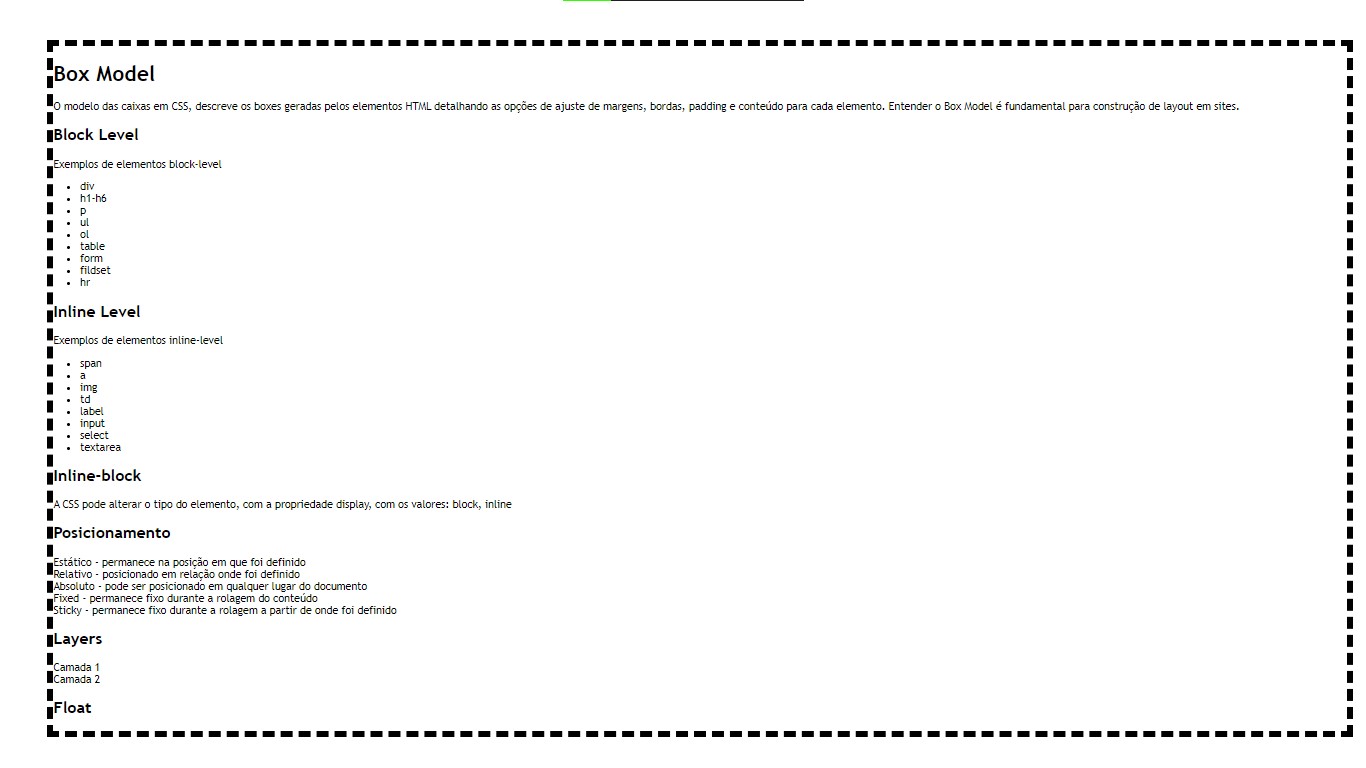 Box Model
O modelo das caixas em CSS, descreve os boxes geradas pelos elementos HTML detalhando as opções de ajuste de margens, bordas, padding e conteúdo para cada elemento. Entender o Box Model é fundamental para construção de layout em sites.
Block Level
Exemplos de elementos block-level
• div
• h1-h6
• p
• ul
• ol
• table
• form
• fildset
• hr
Inline Level
Exemplos de elementos inline-level
• span
• a
• img
• td
• label
• input
• select
• textarea
Inline-block
A CSS pode alterar o tipo do elemento, com a propriedade display, com os valores: block, inline
Posicionamento
Estático - permanece na posição em que foi definido
Relativo - posicionado em relação onde foi definido
Absoluto - pode ser posicionado em qualquer lugar do documento
Fixed - permanece fixo durante a rolagem do conteúdo
Sticky - permanece fixo durante a rolagem a partir de onde foi definido
Layers
Camada 1
Camada 2
Float